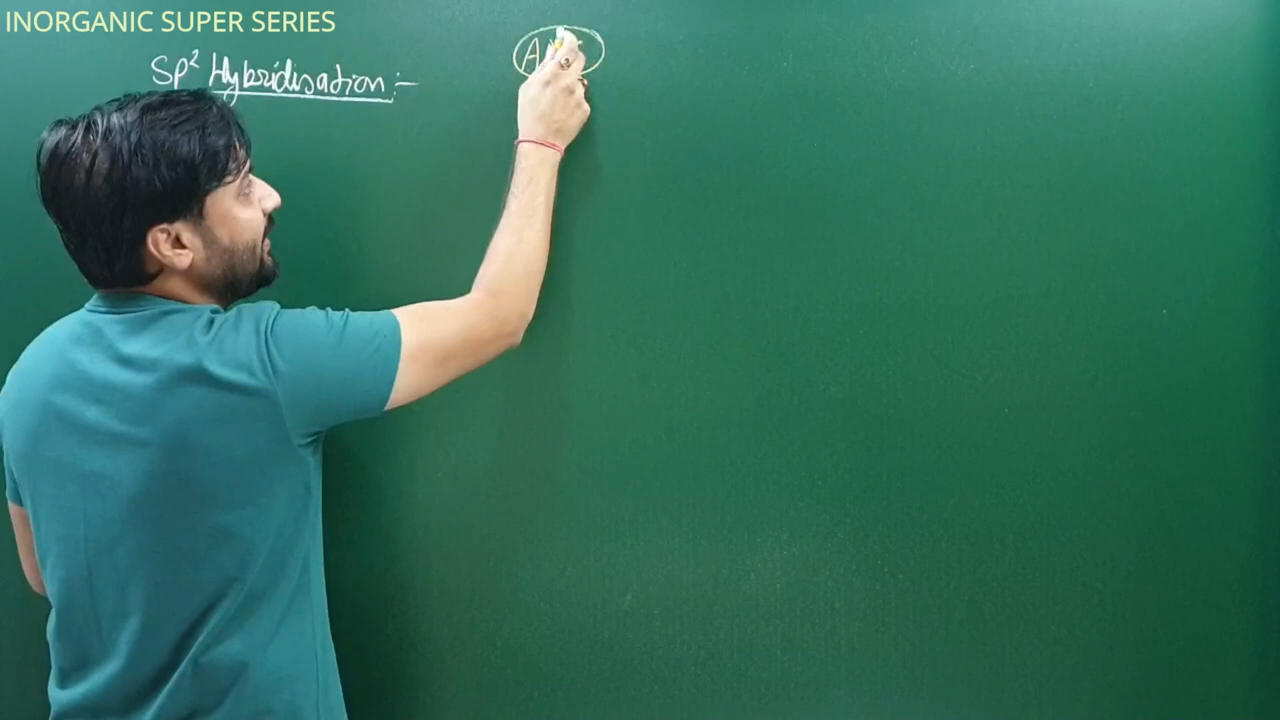 INORGANIC SUPER SERIES
Sp² Hybridisation :-
A